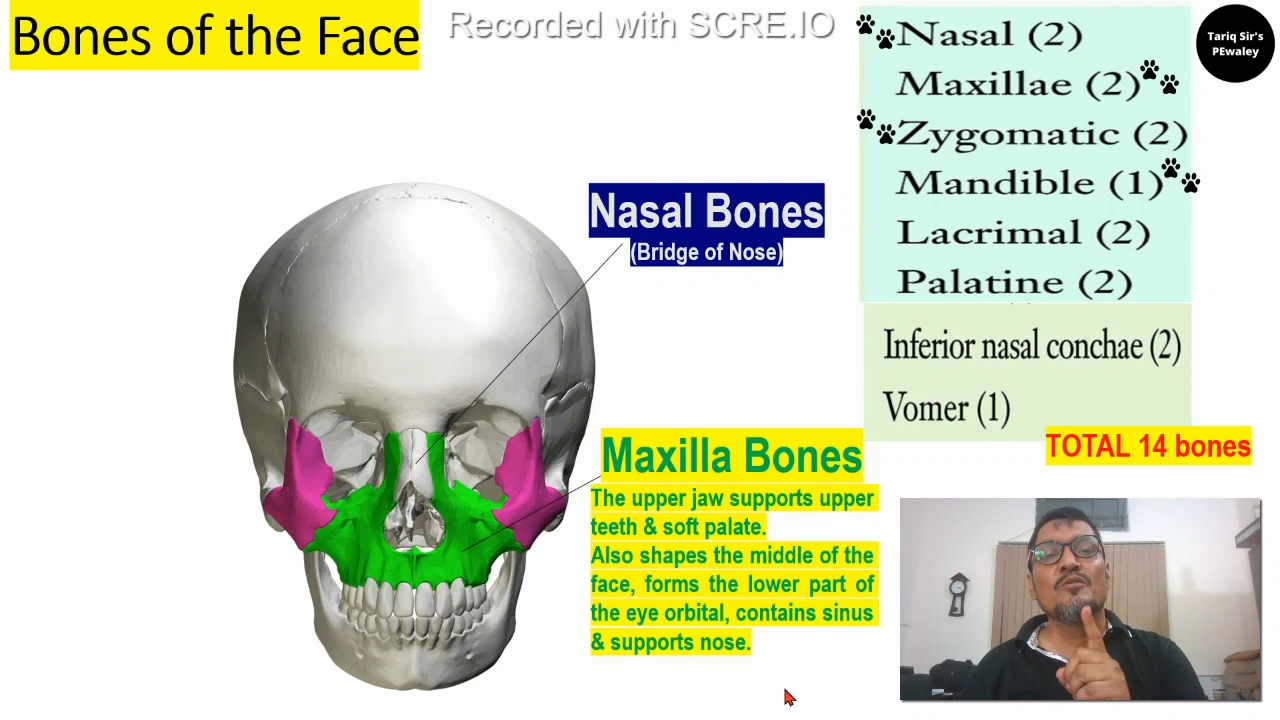 Bones of the Face
Recorded with SCRE.IO
Nasal (2)
Maxillae (2)
Zygomatic (2)
Mandible (1)
Lacrimal (2)
Palatine (2)
Inferior nasal conchae (2)
Vomer (1)
TOTAL 14 bones
Tariq Sir's
PEwaley
Nasal Bones
(Bridge of Nose)
Maxilla Bones
The upper jaw supports upper
teeth & soft palate.
Also shapes the middle of the
face, forms the lower part of
the eye orbital, contains sinus
& supports nose.